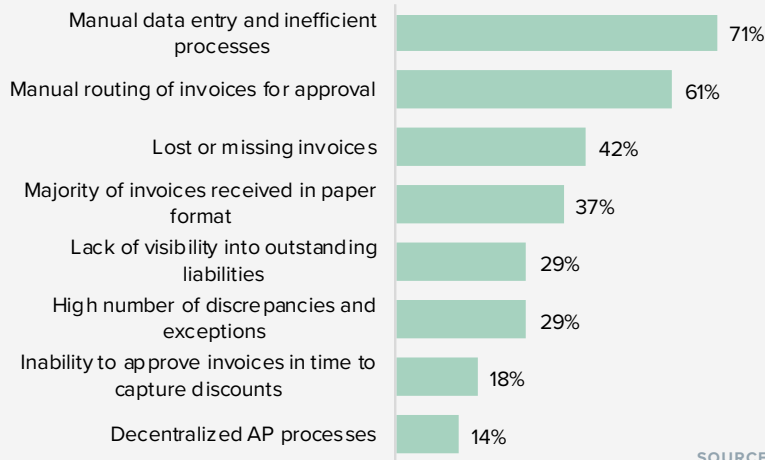 Manual data entry and inefficient
processes
71%
Manual routing of invoices for approval
61%
Lost or missing invoices
42%
Majority of invoices received in paper
format
37%
Lack of visibility into outstanding
liabilities
29%
High number of discrepancies and
exceptions
29%
Inability to approve invoices in time to
capture discounts
18%
Decentralized AP processes
14%
SOURCE